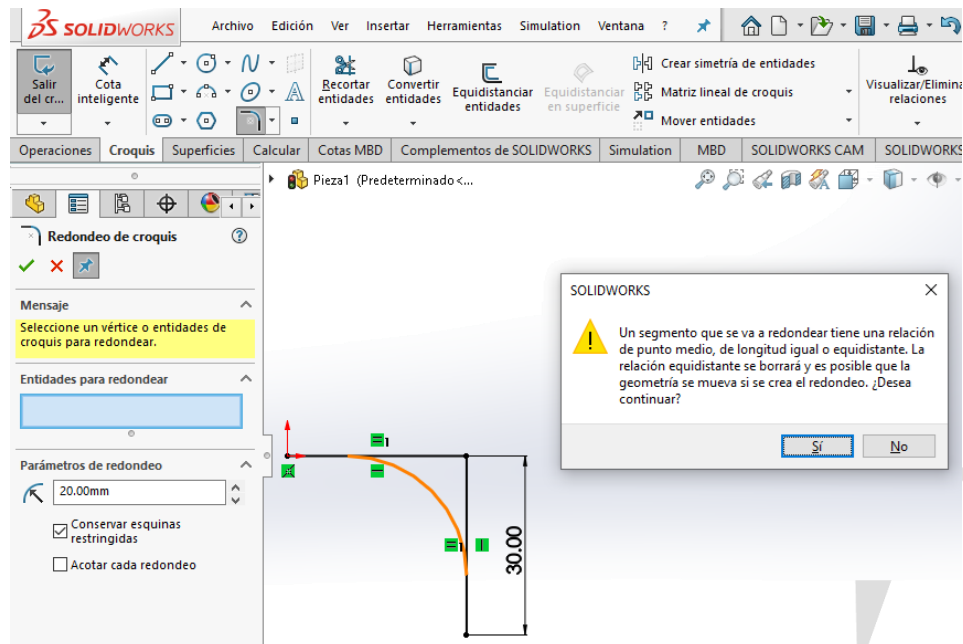 SOLIDWORKS
Archivo Edición Ver Insertar Herramientas Simulation Ventana ?
Salir
del cr...
Cota
inteligente
Recortar
entidades
Convertir
entidades
Equidistanciar
entidades
Equidistanciar
en superficie
Crear simetría de entidades
Matriz lineal de croquis
Mover entidades
Visualizar/Elimina
relaciones
Operaciones Croquis Superficies Calcular Cotas MBD Complementos de SOLIDWORKS Simulation MBD SOLIDWORKS CAM SOLIDWORKS
Pieza1 (Predeterminado<...
Redondeo de croquis
Mensaje
Seleccione un vértice o entidades de
croquis para redondear.
Entidades para redondear
Parámetros de redondeo
20.00mm
Conservar esquinas
restringidas
Acotar cada redondeo
1
1
30.00
SOLIDWORKS
Un segmento que se va a redondear tiene una relación
de punto medio, de longitud igual o equidistante. La
relación equidistante se borrará y es posible que la
geometría se mueva si se crea el redondeo. ¿Desea
continuar?
Sí No